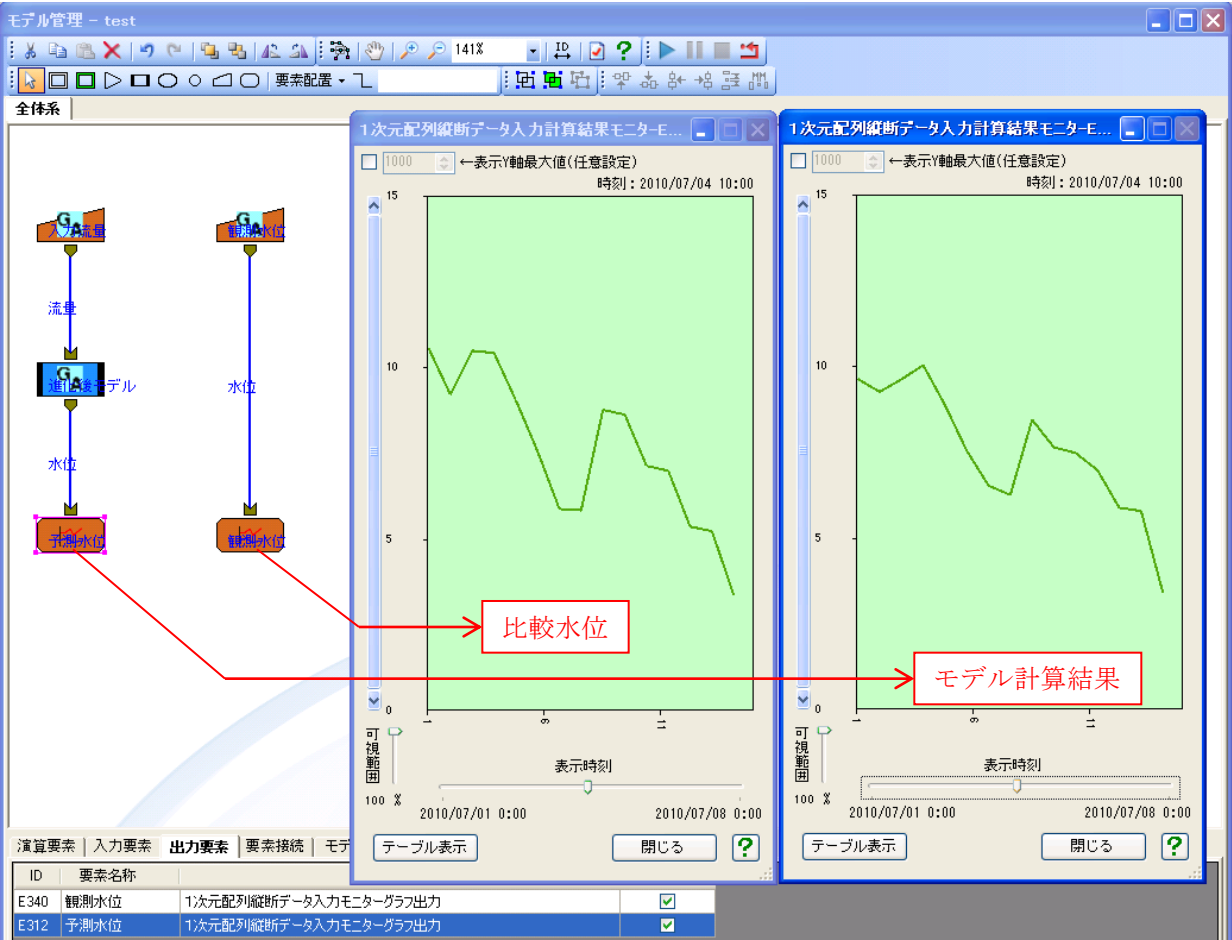 モデル管理 - test
141%
ID
要素配置
全体系
入力流量
観測水位
流量
進化後モデル
水位
水位
予測水位
観測水位
1次元配列縦断データ入力計算結果モニター-E...
1000
←表示Y軸最大値(任意設定)
時刻：2010/07/04 10:00
15
10
5
0
1
6
11
可視範囲
100 %
表示時刻
2010/07/01 0:00
2010/07/08 0:00
テーブル表示
閉じる
?
1次元配列縦断データ入力計算結果モニター-E...
1000
←表示Y軸最大値(任意設定)
時刻：2010/07/04 10:00
15
10
5
0
1
6
11
可視範囲
100 %
表示時刻
2010/07/01 0:00
2010/07/08 0:00
テーブル表示
閉じる
?
比較水位
モデル計算結果
演算要素 入力要素 出力要素 要素接続 モデ
ID 要素名称
E340 観測水位 1次元配列縦断データ入力モニターグラフ出力
E312 予測水位 1次元配列縦断データ入力モニターグラフ出力